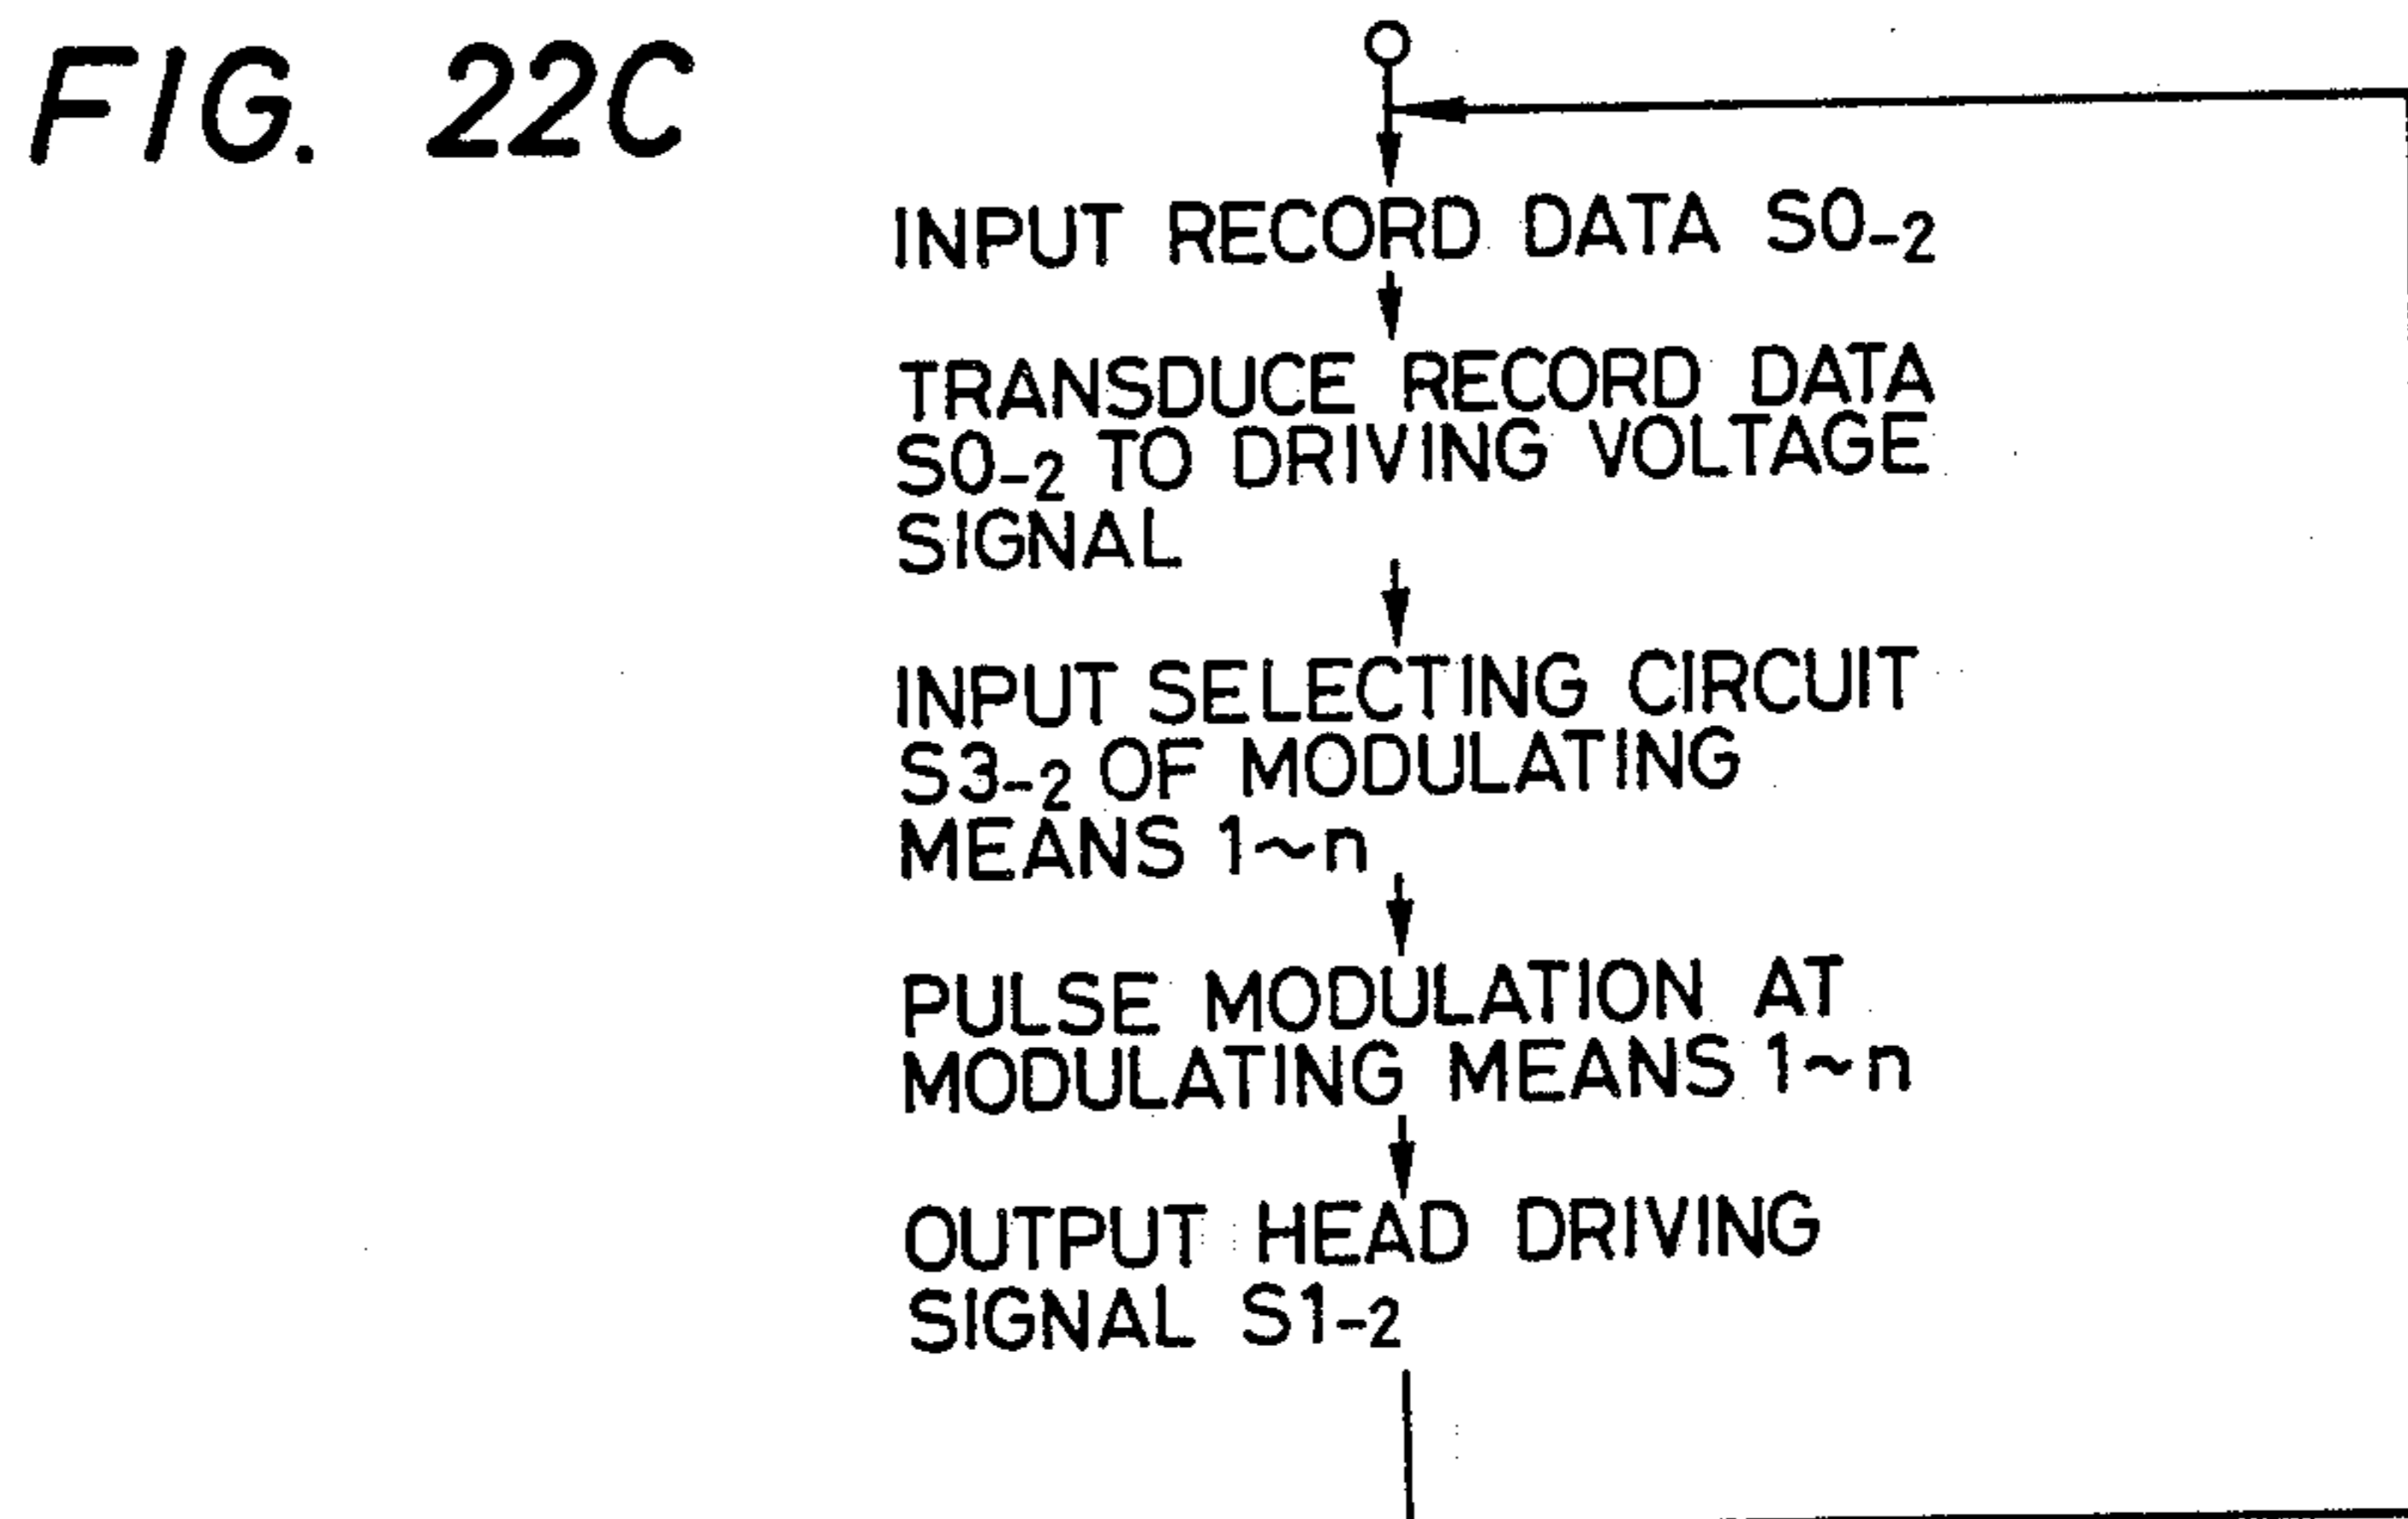 FIG. 22C
INPUT RECORD DATA S0-2
TRANSDUCE RECORD DATA
S0-2 TO DRIVING VOLTAGE
SIGNAL
INPUT SELECTING CIRCUIT
S3-2 OF MODULATING
MEANS 1~n
PULSE MODULATION AT
MODULATING MEANS 1~n
OUTPUT HEAD DRIVING
SIGNAL S1-2